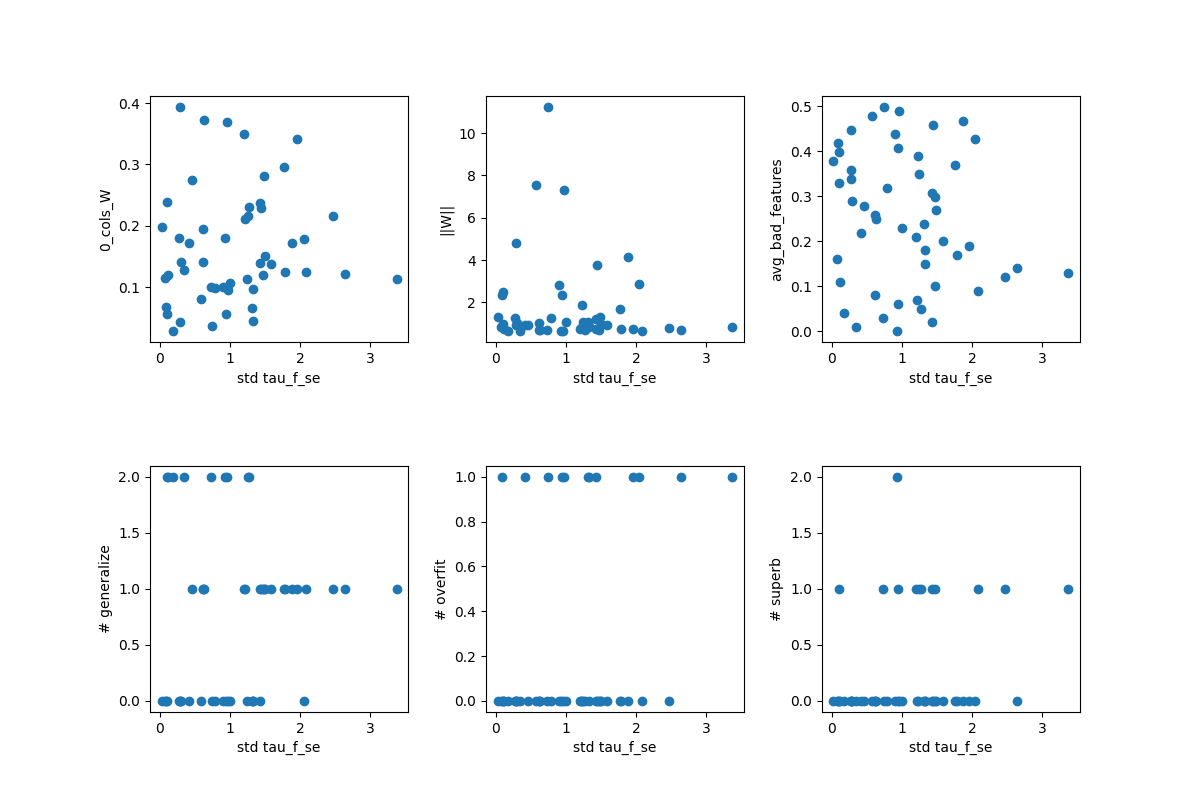 0.4
0.3
0.2
0.1
0_cols_W
0 1 2 3
std tau_f_se
10
8
6
4
2
||W||
0 1 2 3
std tau_f_se
0.5
0.4
0.3
0.2
0.1
0.0
avg_bad_features
0 1 2 3
std tau_f_se
2.0
1.5
1.0
0.5
0.0
# generalize
0 1 2 3
std tau_f_se
1.0
0.8
0.6
0.4
0.2
0.0
# overfit
0 1 2 3
std tau_f_se
2.0
1.5
1.0
0.5
0.0
# superb
0 1 2 3
std tau_f_se